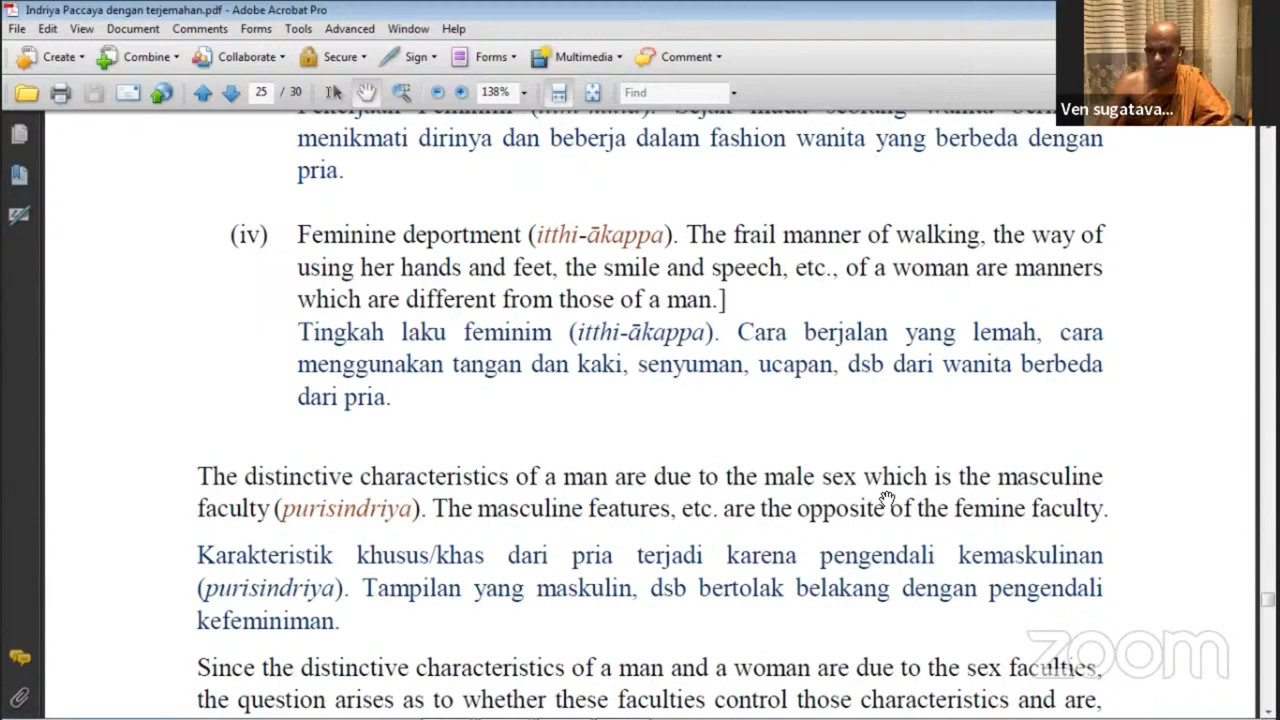 Indriya Paccaya dengan terjemahan.pdf - Adobe Acrobat Pro
File Edit View Document Comments Forms Tools Advanced Window Help
Create Combine Collaborate Secure Sign Forms Multimedia Comment
25 / 30 138% Find
Ven sugatava...
menikmati dirinya dan beberja dalam fashion wanita yang berbeda dengan
pria.
(iv) Feminine deportment (itthi-ākappa). The frail manner of walking, the way of
using her hands and feet, the smile and speech, etc., of a woman are manners
which are different from those of a man.]
Tingkah laku feminim (itthi-ākappa). Cara berjalan yang lemah, cara
menggunakan tangan dan kaki, senyuman, ucapan, dsb dari wanita berbeda
dari pria.
The distinctive characteristics of a man are due to the male sex which is the masculine
faculty (purisindriya). The masculine features, etc. are the opposite of the femine faculty.
Karakteristik khusus/khas dari pria terjadi karena pengendali kemaskulinan
(purisindriya). Tampilan yang maskulin, dsb bertolak belakang dengan pengendali
kefeminiman.
zoom
Since the distinctive characteristics of a man and a woman are due to the sex faculties,
the question arises as to whether these faculties control those characteristics and are,